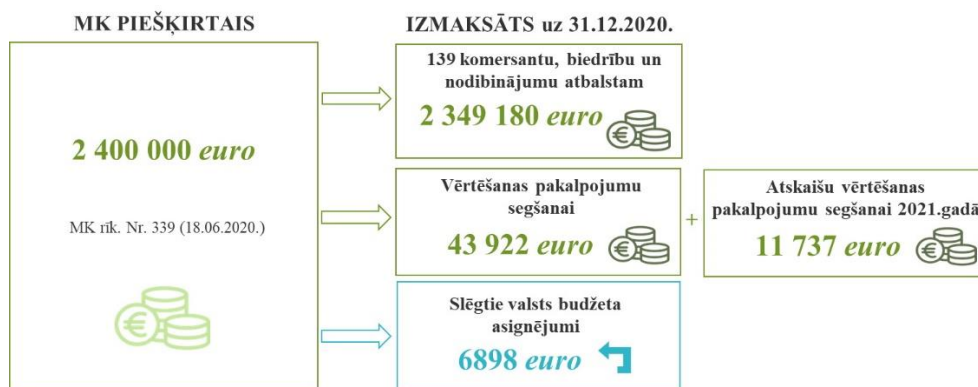 MK PIEŠĶIRTAIS
2 400 000 euro
MK rīk. Nr. 339 (18.06.2020.)
IZMAKSĀTS uz 31.12.2020.
139 komersantu, biedrību un
nodibinājumu atbalstam
2 349 180 euro
Vērtēšanas pakalpojumu
segšanai
43 922 euro
+
Atskaišu vērtēšanas
pakalpojumu segšanai 2021.gadā
11 737 euro
Slēgtie valsts budžeta
asignējumi
6898 euro